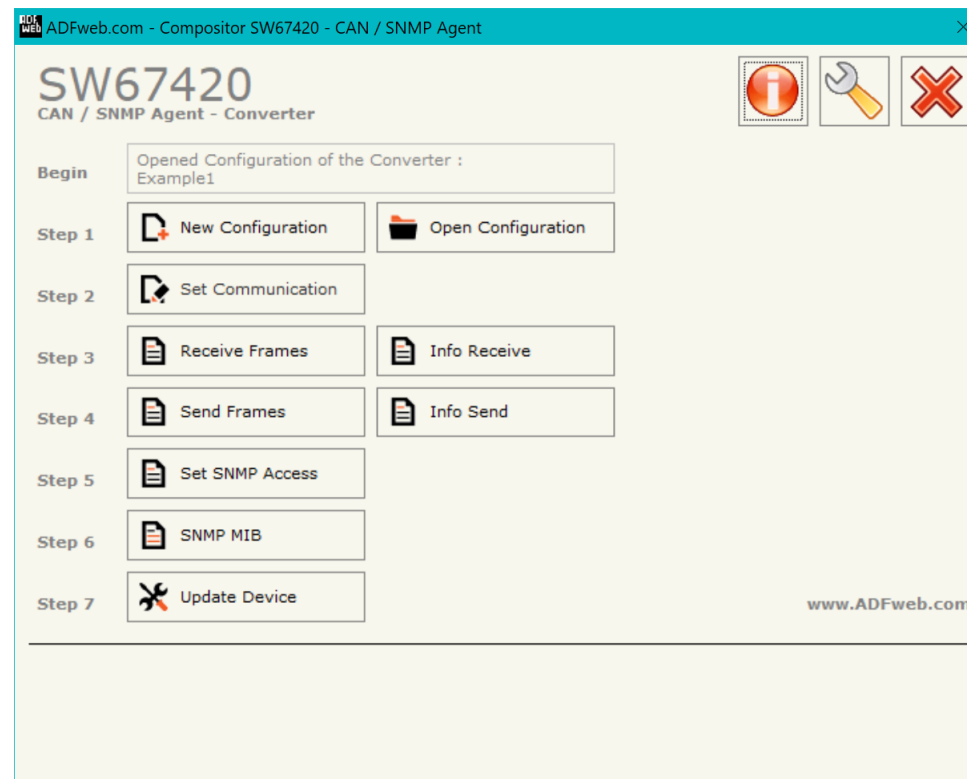 ADF
web ADFweb.com - Compositor SW67420 - CAN / SNMP Agent
SW67420
CAN / SNMP Agent - Converter
Begin
Opened Configuration of the Converter :
Example1
Step 1
New Configuration
Open Configuration
Step 2
Set Communication
Step 3
Receive Frames
Info Receive
Step 4
Send Frames
Info Send
Step 5
Set SNMP Access
Step 6
SNMP MIB
Step 7
Update Device
www.ADFweb.com